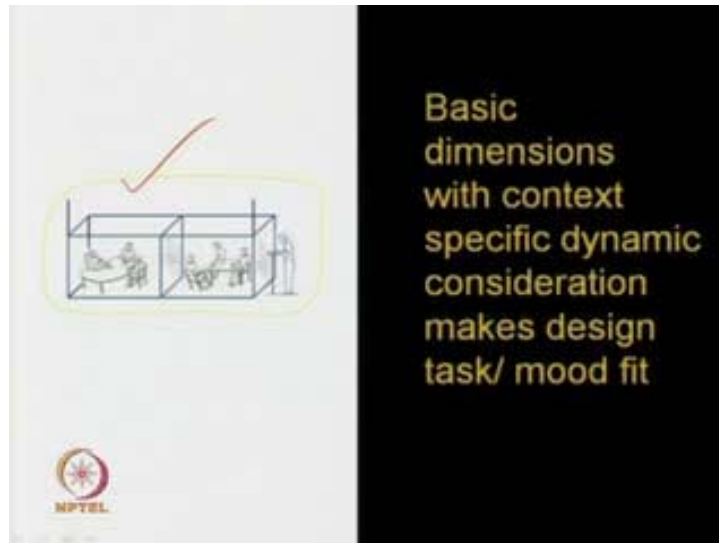 Basic
dimensions
with context
specific dynamic
consideration
makes design
task/ mood fit
NPTEL